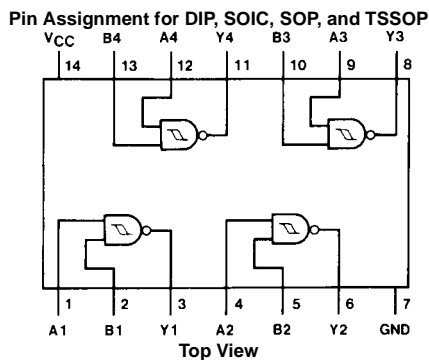 Pin Assignment for DIP, SOIC, SOP, and TSSOP
VCC B4 A4 Y4 B3 A3 Y3
14 13 12 11 10 9 8
1 2 3 4 5 6 7
A1 B1 Y1 A2 B2 Y2 GND
Top View